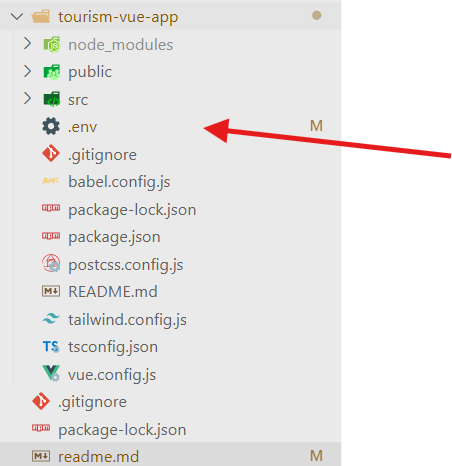 tourism-vue-app
node_modules
public
src
.env M
.gitignore
babel.config.js
package-lock.json
package.json
postcss.config.js
README.md
tailwind.config.js
TS tsconfig.json
vue.config.js
.gitignore
package-lock.json
readme.md M